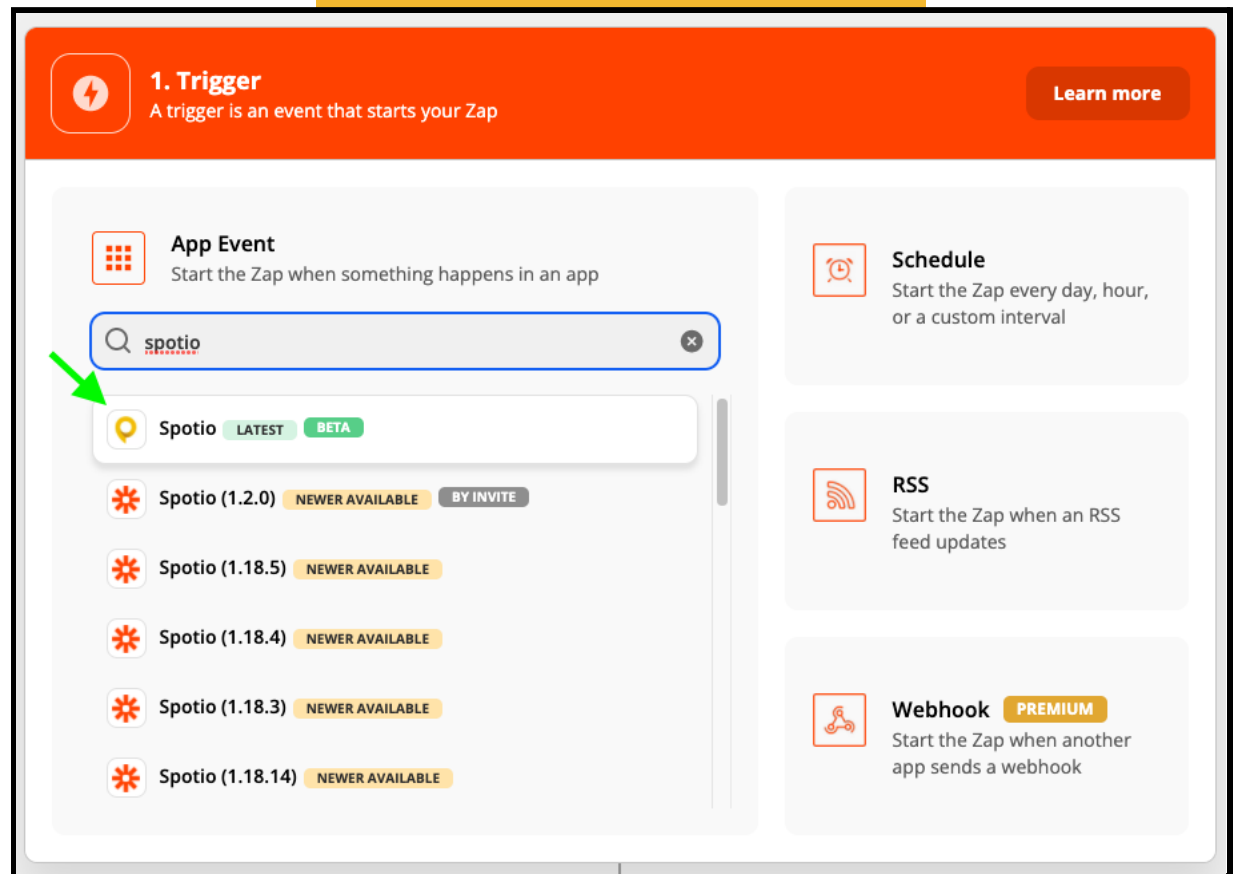 1. Trigger
A trigger is an event that starts your Zap
Learn more
App Event
Start the Zap when something happens in an app
spotio
Spotio LATEST BETA
Spotio (1.2.0) NEWER AVAILABLE BY INVITE
Spotio (1.18.5) NEWER AVAILABLE
Spotio (1.18.4) NEWER AVAILABLE
Spotio (1.18.3) NEWER AVAILABLE
Spotio (1.18.14) NEWER AVAILABLE
Schedule
Start the Zap every day, hour,
or a custom interval
RSS
Start the Zap when an RSS
feed updates
Webhook PREMIUM
Start the Zap when another
app sends a webhook